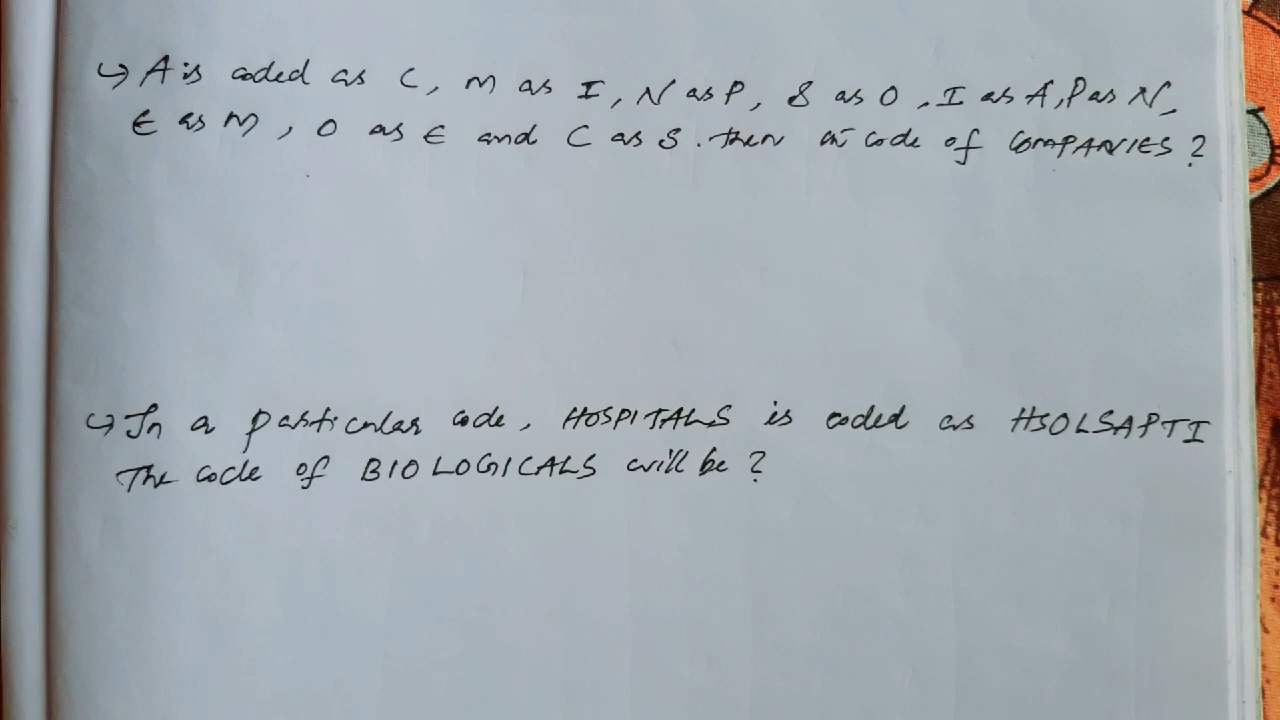 ↪ A is coded as C, M as I, N as P, S as O, I as A, P as N,
E as M, O as E and C as S. then code of COMPANIES ?
↪ In a particular code, HOSPITALS is coded as HSOLSAPTI
The code of BIOLOGICALS will be ?